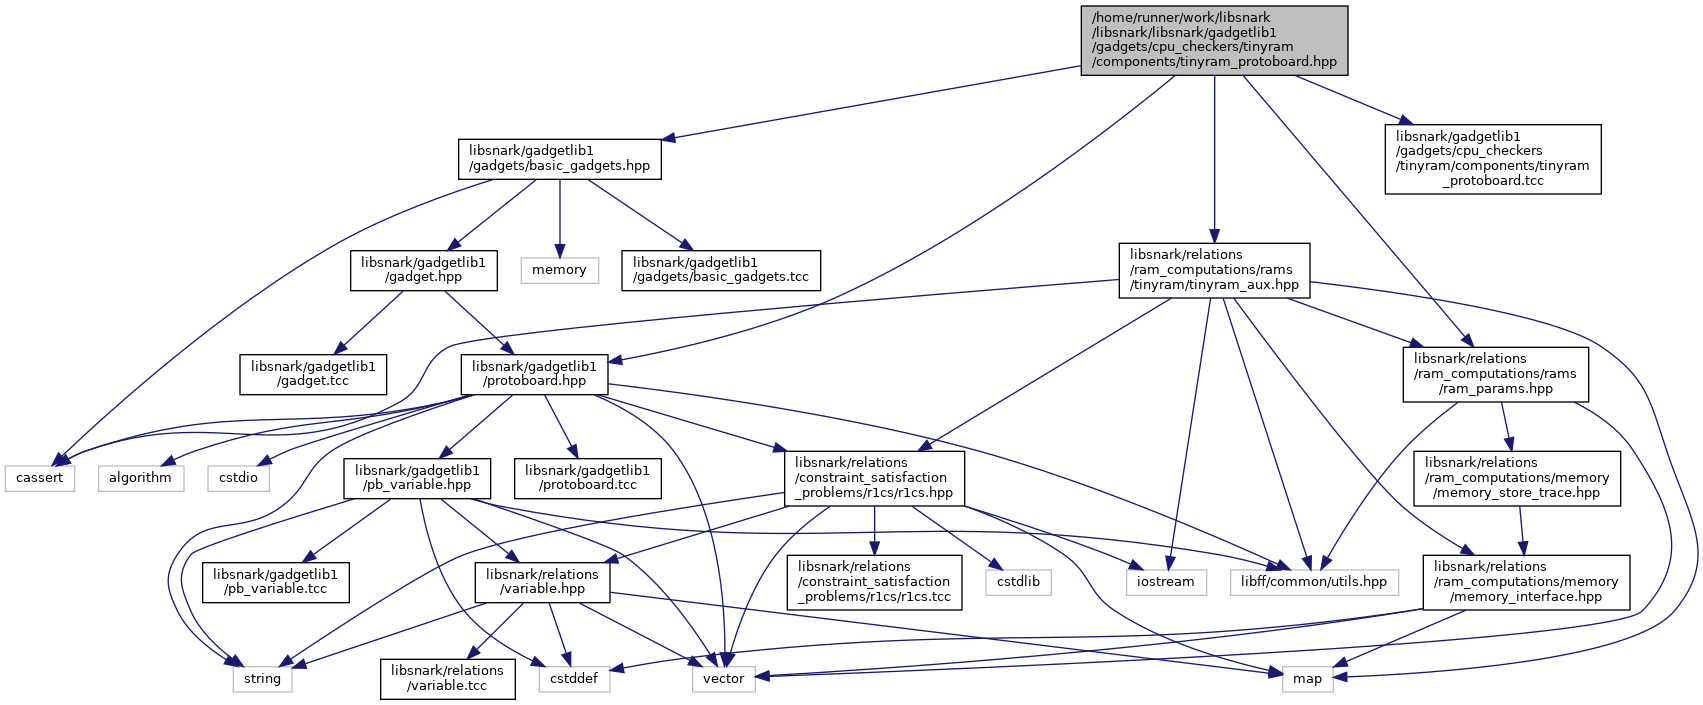 /home/runner/work/libsnark
/libsnark/libsnark/gadgetlib1
/gadgets/cpu_checkers/tinyram
/components/tinyram_protoboard.hpp
libsnark/gadgetlib1
/gadgets/basic_gadgets.hpp
libsnark/gadgetlib1
/gadgets/cpu_checkers
/tinyram/components/tinyram
_protoboard.tcc
libsnark/gadgetlib1
/gadget.hpp
memory
libsnark/gadgetlib1
/gadgets/basic_gadgets.tcc
libsnark/relations
/ram_computations/rams
/tinyram/tinyram_aux.hpp
libsnark/gadgetlib1
/gadget.tcc
libsnark/gadgetlib1
/protoboard.hpp
libsnark/relations
/ram_computations/rams
/ram_params.hpp
cassert
algorithm
cstdio
libsnark/gadgetlib1
/pb_variable.hpp
libsnark/gadgetlib1
/protoboard.tcc
libsnark/relations
/constraint_satisfaction
_problems/r1cs/r1cs.hpp
libsnark/relations
/ram_computations/memory
/memory_store_trace.hpp
libsnark/gadgetlib1
/pb_variable.tcc
libsnark/relations
/variable.hpp
libsnark/relations
/constraint_satisfaction
_problems/r1cs/r1cs.tcc
cstdlib
iostream
libff/common/utils.hpp
libsnark/relations
/ram_computations/memory
/memory_interface.hpp
string
libsnark/relations
/variable.tcc
cstddef
vector
map